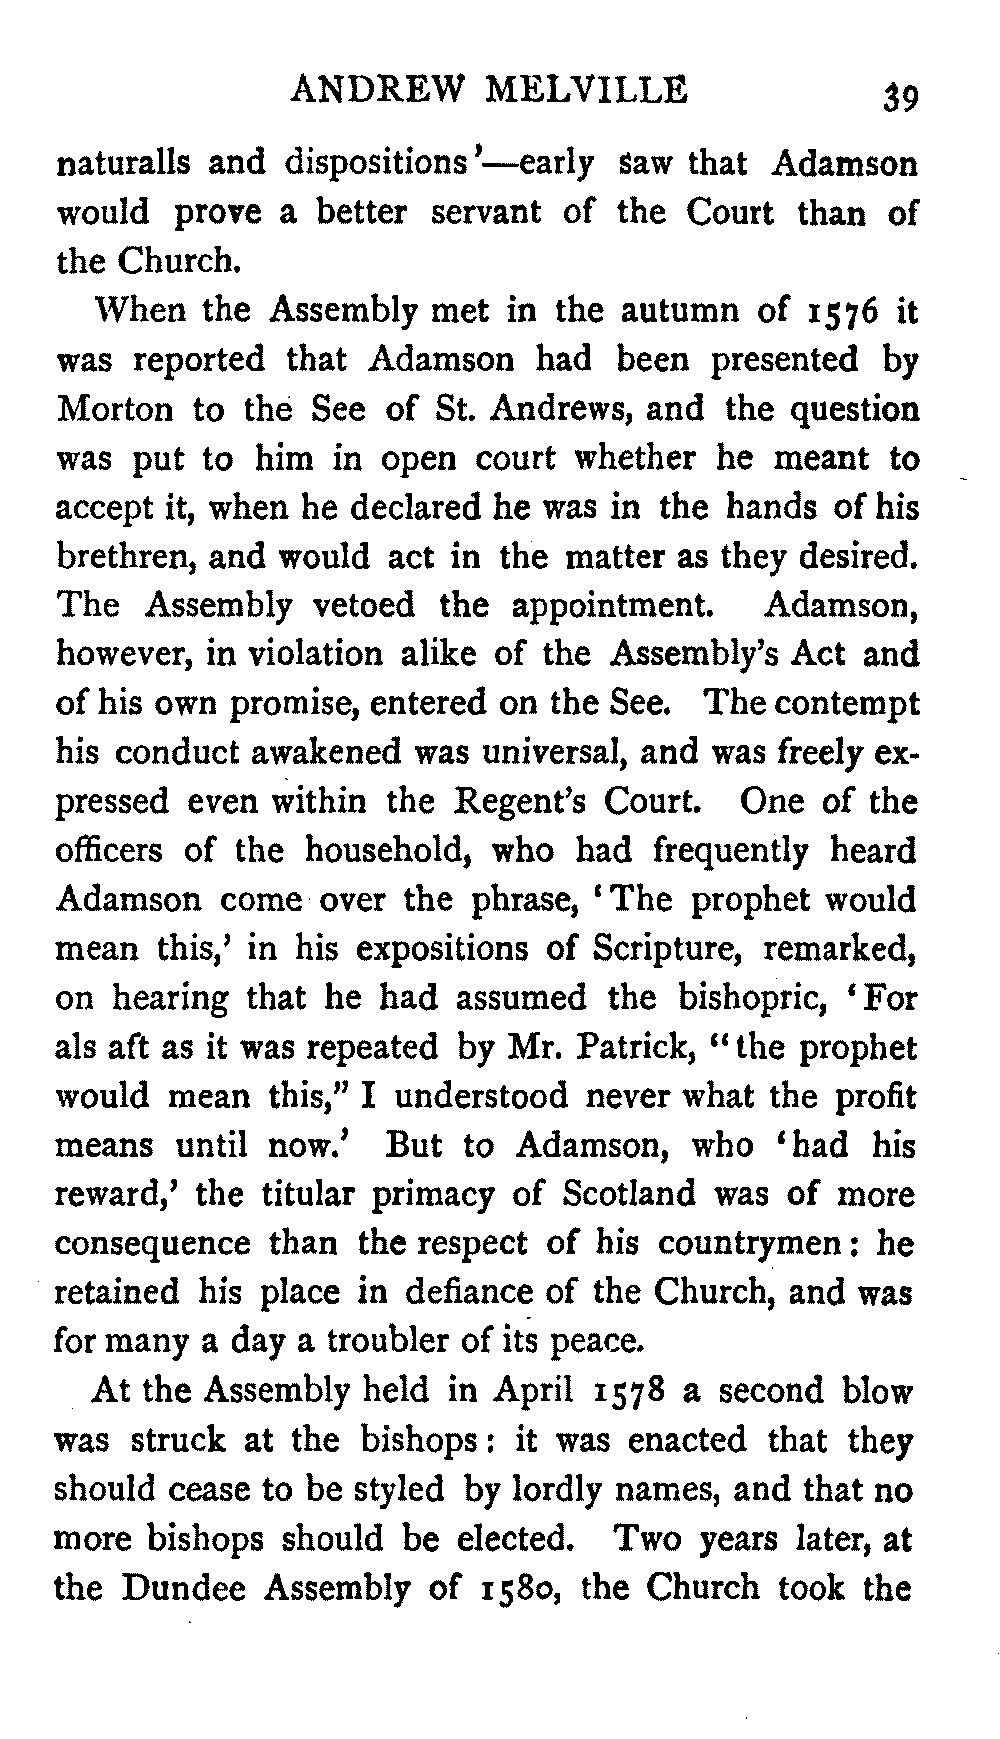 ANDREW MELVILLE 39
naturalls and dispositions'—early saw that Adamson
would prove a better servant of the Court than of
the Church.
When the Assembly met in the autumn of 1576 it
was reported that Adamson had been presented by
Morton to the See of St. Andrews, and the question
was put to him in open court whether he meant to
accept it, when he declared he was in the hands of his
brethren, and would act in the matter as they desired.
The Assembly vetoed the appointment. Adamson,
however, in violation alike of the Assembly's Act and
of his own promise, entered on the See. The contempt
his conduct awakened was universal, and was freely ex-
pressed even within the Regent's Court. One of the
officers of the household, who had frequently heard
Adamson come over the phrase, 'The prophet would
mean this,' in his expositions of Scripture, remarked,
on hearing that he had assumed the bishopric, 'For
als aft as it was repeated by Mr. Patrick, "the prophet
would mean this," I understood never what the profit
means until now.' But to Adamson, who 'had his
reward,' the titular primacy of Scotland was of more
consequence than the respect of his countrymen: he
retained his place in defiance of the Church, and was
for many a day a troubler of its peace.
At the Assembly held in April 1578 a second blow
was struck at the bishops: it was enacted that they
should cease to be styled by lordly names, and that no
more bishops should be elected. Two years later, at
the Dundee Assembly of 1580, the Church took the